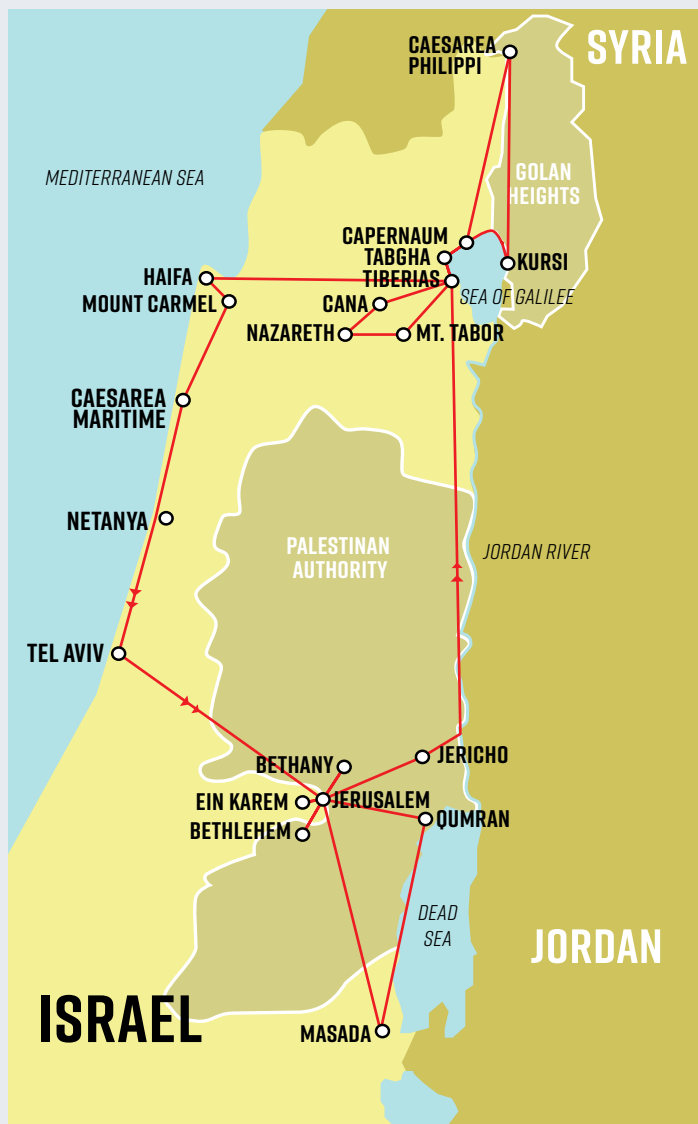 CAESAREA
PHILIPPI
SYRIA
MEDITERRANEAN SEA
GOLAN
HEIGHTS
CAPERNAUM
TABGHA
KURSI
HAIFA
TIBERIAS
MOUNT CARMEL
CANA
SEA OF GALILEE
NAZARETH
MT. TABOR
CAESAREA
MARITIME
NETANYA
PALESTINAN
AUTHORITY
JORDAN RIVER
TEL AVIV
BETHANY
JERICHO
EIN KAREM
JERUSALEM
BETHLEHEM
QUMRAN
DEAD
SEA
JORDAN
ISRAEL
MASADA